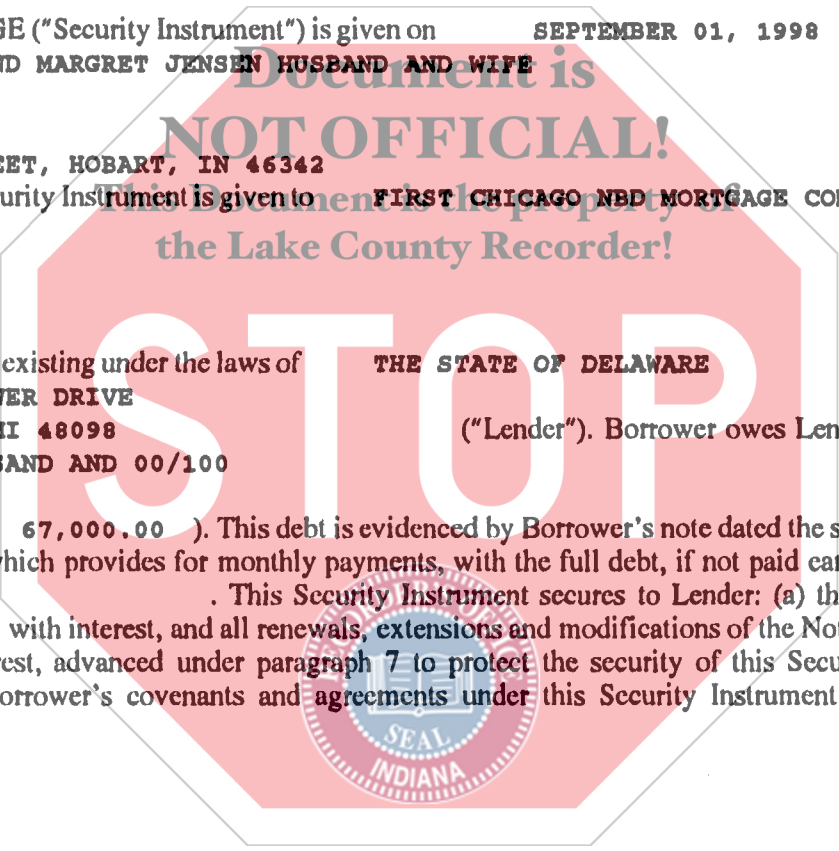 GE ("Security Instrument") is given on SEPTEMBER 01, 1998
ND MARGRET JENSEN HUSBAND AND WIFE
Document is
NOT OFFICIAL!
EET, HOBART, IN 46342
This Document is the property of
urity Instrument is given to FIRST CHICAGO NBD MORTGAGE CO
the Lake County Recorder!
STOP
existing under the laws of THE STATE OF DELAWARE
ER DRIVE
MI 48098 ("Lender"). Borrower owes Len
SAND AND 00/100
67,000.00 ). This debt is evidenced by Borrower's note dated the s
which provides for monthly payments, with the full debt, if not paid ear
. This Security Instrument secures to Lender: (a) th
with interest, and all renewals, extensions and modifications of the No
rest, advanced under paragraph 7 to protect the security of this Secu
orrower's covenants and agreements under this Security Instrument
SEAL
INDIANA